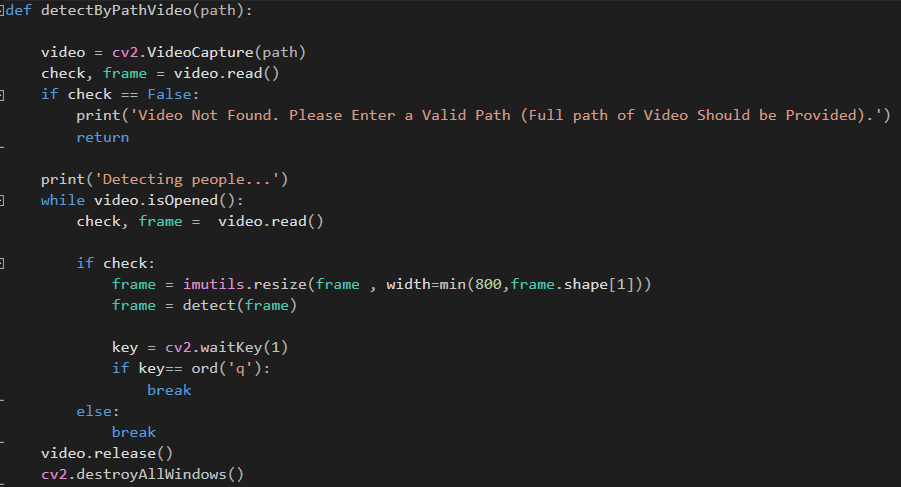 def detectByPathVideo(path):
    video = cv2.VideoCapture(path)
    check, frame = video.read()
    if check == False:
        print('Video Not Found. Please Enter a Valid Path (Full path of Video Should be Provided).')
        return
    print('Detecting people...')
    while video.isOpened():
        check, frame =  video.read()
        if check:
            frame = imutils.resize(frame , width=min(800,frame.shape[1]))
            frame = detect(frame)
            key = cv2.waitKey(1)
            if key== ord('q'):
                break
        else:
            break
    video.release()
    cv2.destroyAllWindows()